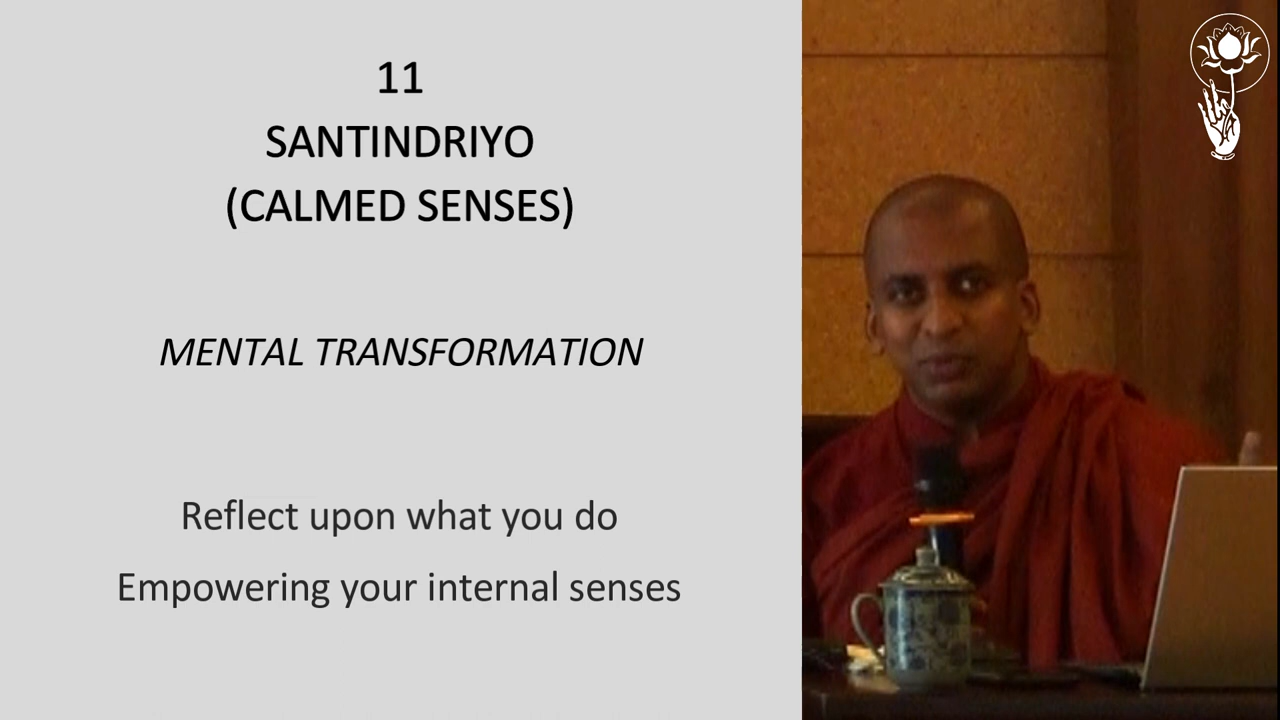 11
SANTINDRIYO
(CALMED SENSES)
MENTAL TRANSFORMATION
Reflect upon what you do
Empowering your internal senses